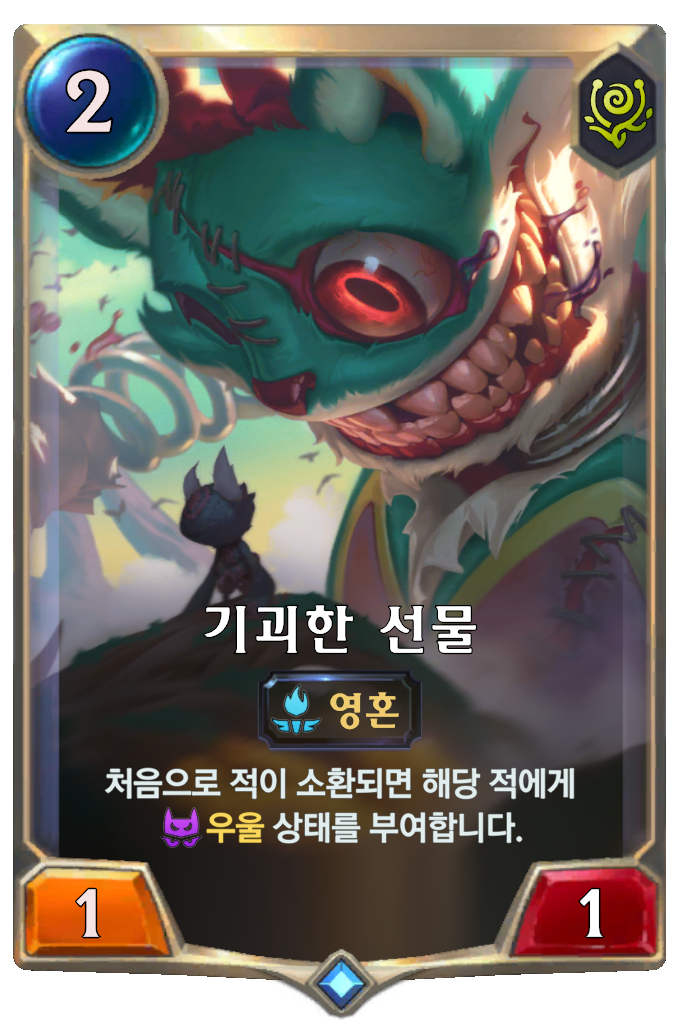 2
기괴한 선물
영혼
처음으로 적이 소환되면 해당 적에게
우울 상태를 부여합니다.
1
1